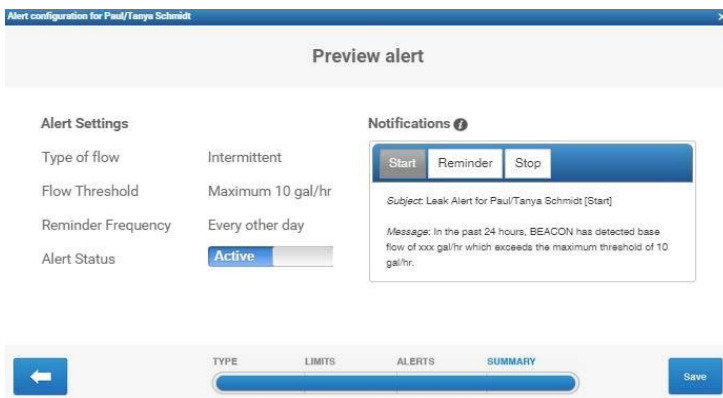 Alert configuration for Paul/Tanya Schmidt
Preview alert
Alert Settings
Type of flow Intermittent
Flow Threshold Maximum 10 gal/hr
Reminder Frequency Every other day
Alert Status Active
Notifications
Start Reminder Stop
Subject: Leak Alert for Paul/Tanya Schmidt [Start]
Message: In the past 24 hours, BEACON has detected base
flow of xxx gal/hr which exceeds the maximum threshold of 10
gal/hr.
TYPE LIMITS ALERTS SUMMARY
Save